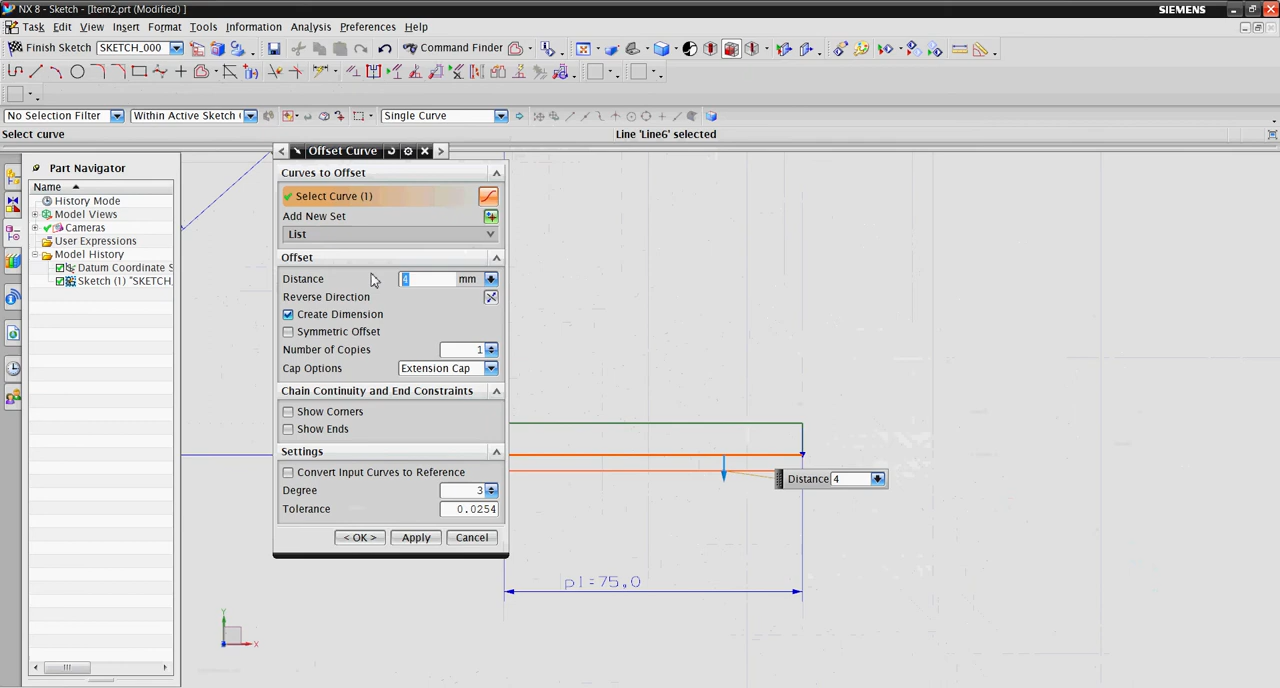 NX 8 - Sketch - [Item2.prt (Modified) ]
SIEMENS
Task Edit View Insert Format Tools Information Analysis Preferences Help
Finish Sketch SKETCH_000
Command Finder
No Selection Filter Within Active Sketch Single Curve
Select curve
Line 'Line6' selected
Part Navigator
Name
History Mode
Model Views
Cameras
User Expressions
Model History
Datum Coordinate S
Sketch (1) "SKETCH_
Offset Curve
Curves to Offset
Select Curve (1)
Add New Set
List
Offset
Distance 4 mm
Reverse Direction
Create Dimension
Symmetric Offset
Number of Copies 1
Cap Options Extension Cap
Chain Continuity and End Constraints
Show Corners
Show Ends
Settings
Convert Input Curves to Reference
Degree 3
Tolerance 0.0254
< OK > Apply Cancel
Distance 4
p1=75,0
Y
X